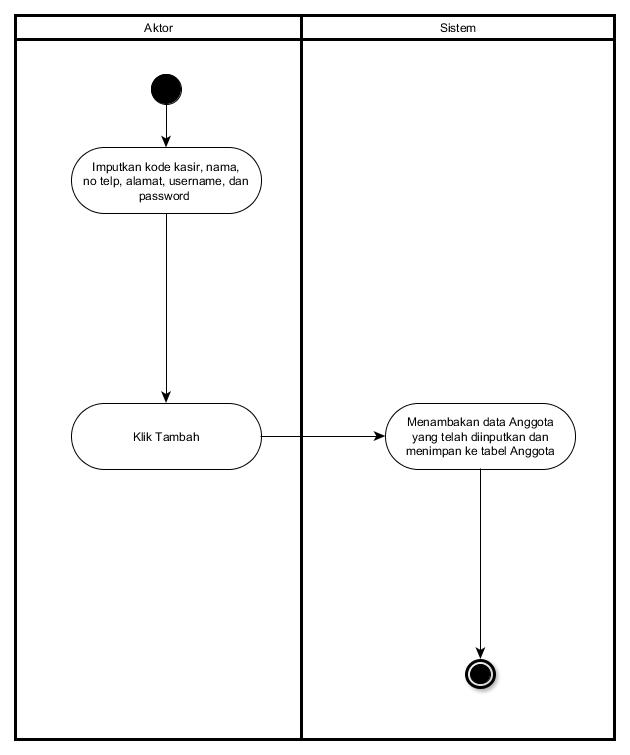 Aktor
Sistem
Imputkan kode kasir, nama,
no telp, alamat, username, dan
password
Klik Tambah
Menambakan data Anggota
yang telah diinputkan dan
menimpan ke tabel Anggota